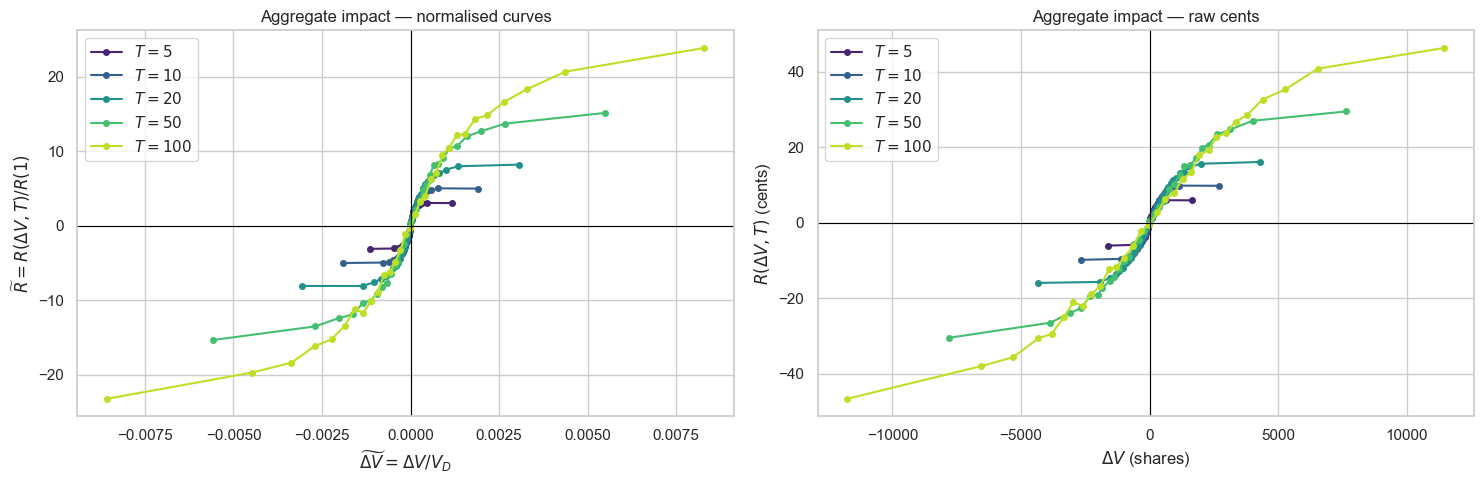 Aggregate impact — normalised curves
T = 5
T = 10
T = 20
T = 50
T = 100
20
10
0
−10
−20
R̃ = R(ΔV, T)/R(1)
−0.0075
−0.0050
−0.0025
0.0000
0.0025
0.0050
0.0075
Δ͠V = ΔV/V_D
Aggregate impact — raw cents
T = 5
T = 10
T = 20
T = 50
T = 100
40
20
0
−20
−40
R(ΔV, T) (cents)
−10000
−5000
0
5000
10000
ΔV (shares)